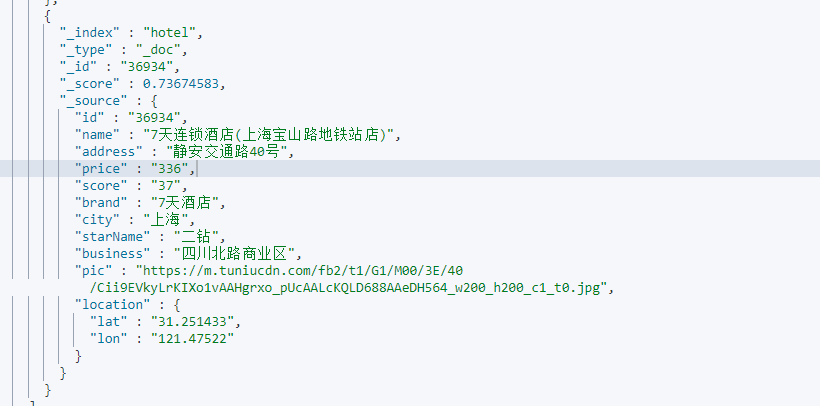 },
{
"_index" : "hotel",
"_type" : "_doc",
"_id" : "36934",
"_score" : 0.73674583,
"_source" : {
"id" : "36934",
"name" : "7天连锁酒店(上海宝山路地铁站店)",
"address" : "静安交通路40号",
"price" : "336",
"score" : "37",
"brand" : "7天酒店",
"city" : "上海",
"starName" : "二钻",
"business" : "四川北路商业区",
"pic" : "https://m.tuniucdn.com/fb2/t1/G1/M00/3E/40
/Cii9EVkyLrKIXo1vAAHgrxo_pUcAALcKQLD688AAeDH564_w200_h200_c1_t0.jpg",
"location" : {
"lat" : "31.251433",
"lon" : "121.47522"
}
}
}
]